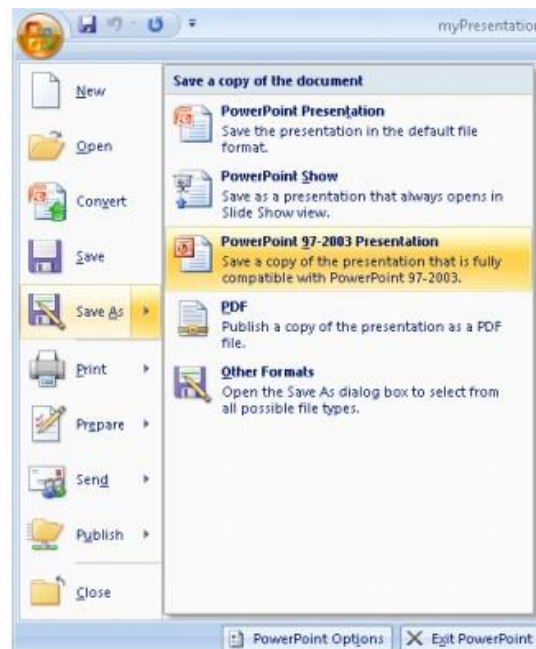 myPresentation
New
Open
Convert
Save
Save As
Print
Prepare
Send
Publish
Close
Save a copy of the document
PowerPoint Presentation
Save the presentation in the default file
format.
PowerPoint Show
Save as a presentation that always opens in
Slide Show view.
PowerPoint 97-2003 Presentation
Save a copy of the presentation that is fully
compatible with PowerPoint 97-2003.
PDF
Publish a copy of the presentation as a PDF
file.
Other Formats
Open the Save As dialog box to select from
all possible file types.
PowerPoint Options
Exit PowerPoint